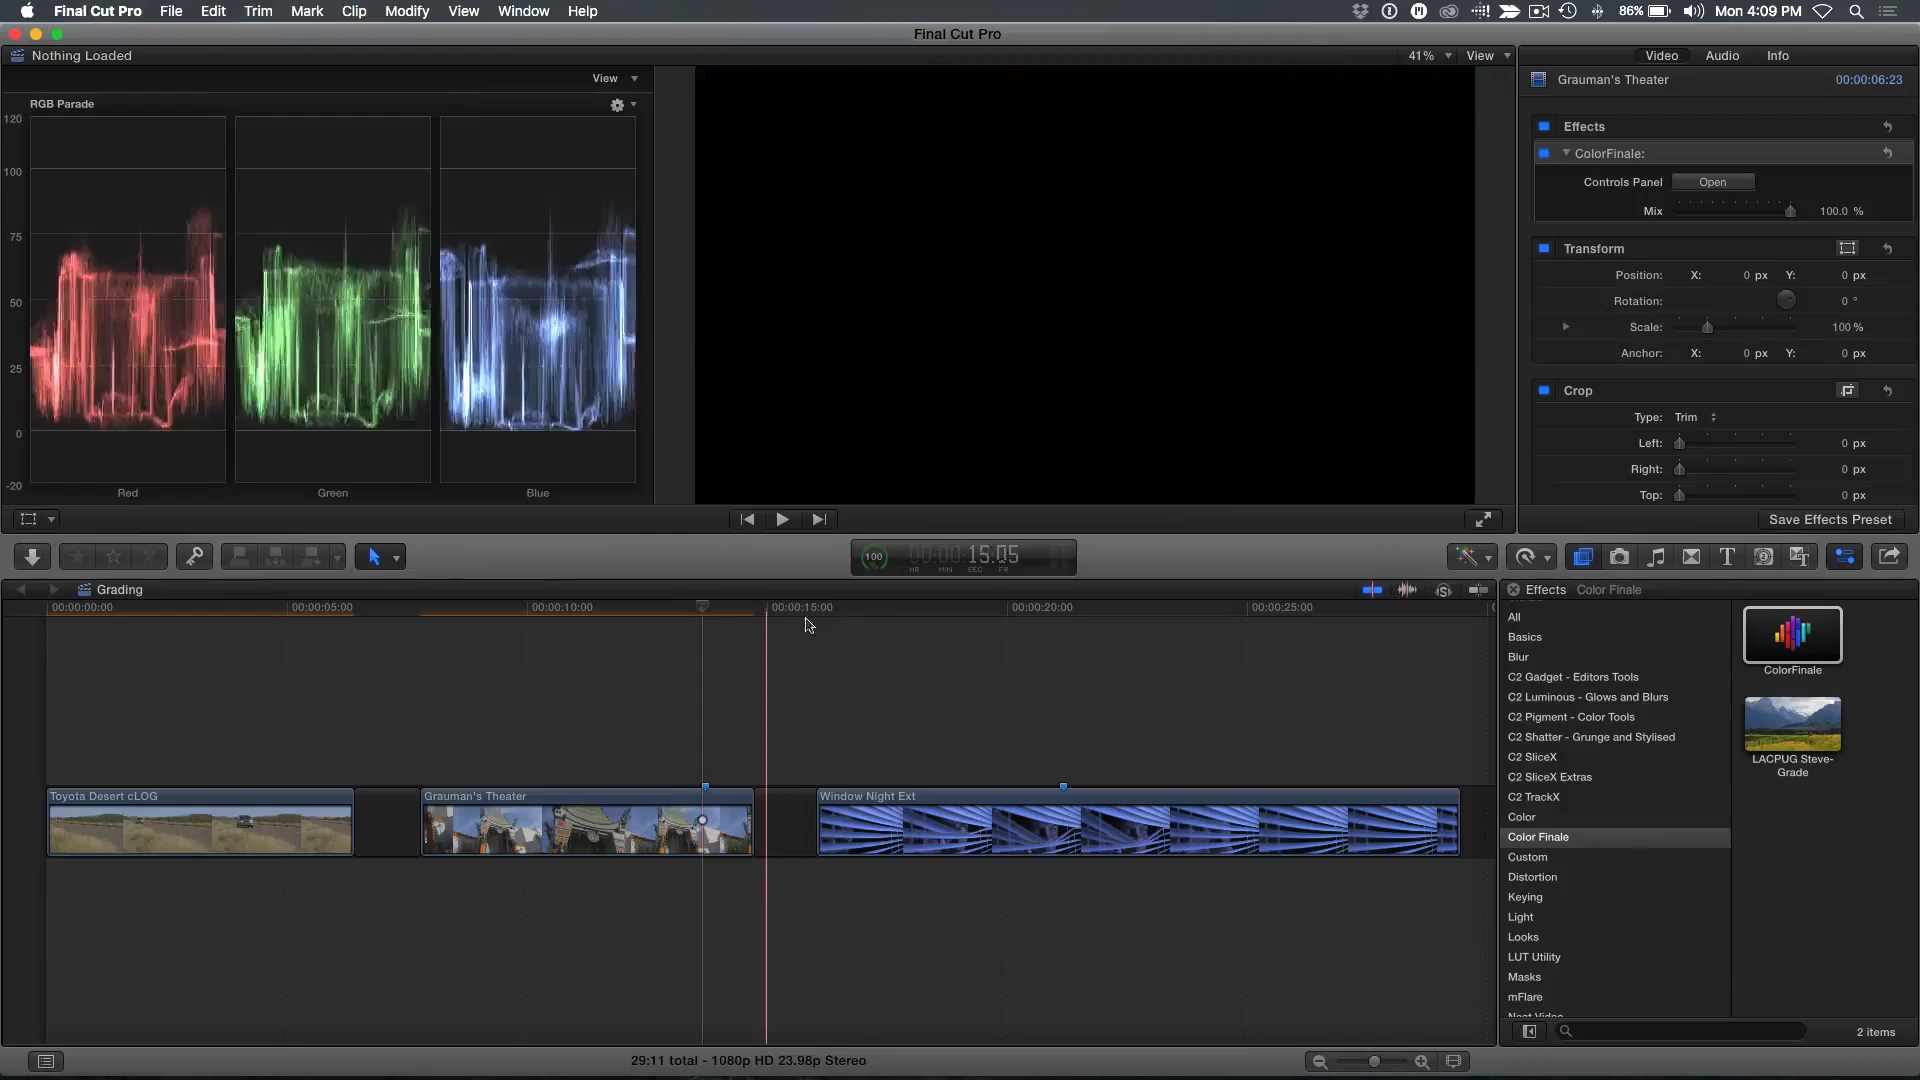 Final Cut Pro File Edit Trim Mark Clip Modify View Window Help 86% Mon 4:09 PM
Final Cut Pro
Nothing Loaded 41% View Video Audio Info
View
Grauman's Theater 00:00:06:23
RGB Parade
120
100
75
50
25
0
-20
Red Green Blue
Effects
ColorFinale:
Controls Panel Open
Mix 100.0 %
Transform
Position: X: 0 px Y: 0 px
Rotation: 0 °
Scale: 100 %
Anchor: X: 0 px Y: 0 px
Crop
Type: Trim
Left: 0 px
Right: 0 px
Top: 0 px
Save Effects Preset
100 % 00:00:15:05
HR MIN SEC FR
Grading
00:00:00:00 00:00:05:00 00:00:10:00 00:00:15:00 00:00:20:00 00:00:25:00
Toyota Desert cLOG Grauman's Theater Window Night Ext
Effects Color Finale
All
Basics
Blur
C2 Gadget - Editors Tools
C2 Luminous - Glows and Blurs
C2 Pigment - Color Tools
C2 Shatter - Grunge and Stylised
C2 SliceX
C2 SliceX Extras
C2 TrackX
Color
Color Finale
Custom
Distortion
Keying
Light
Looks
LUT Utility
Masks
mFlare
Neat Video
ColorFinale
LACPUG Steve-
Grade
2 items
29:11 total - 1080p HD 23.98p Stereo